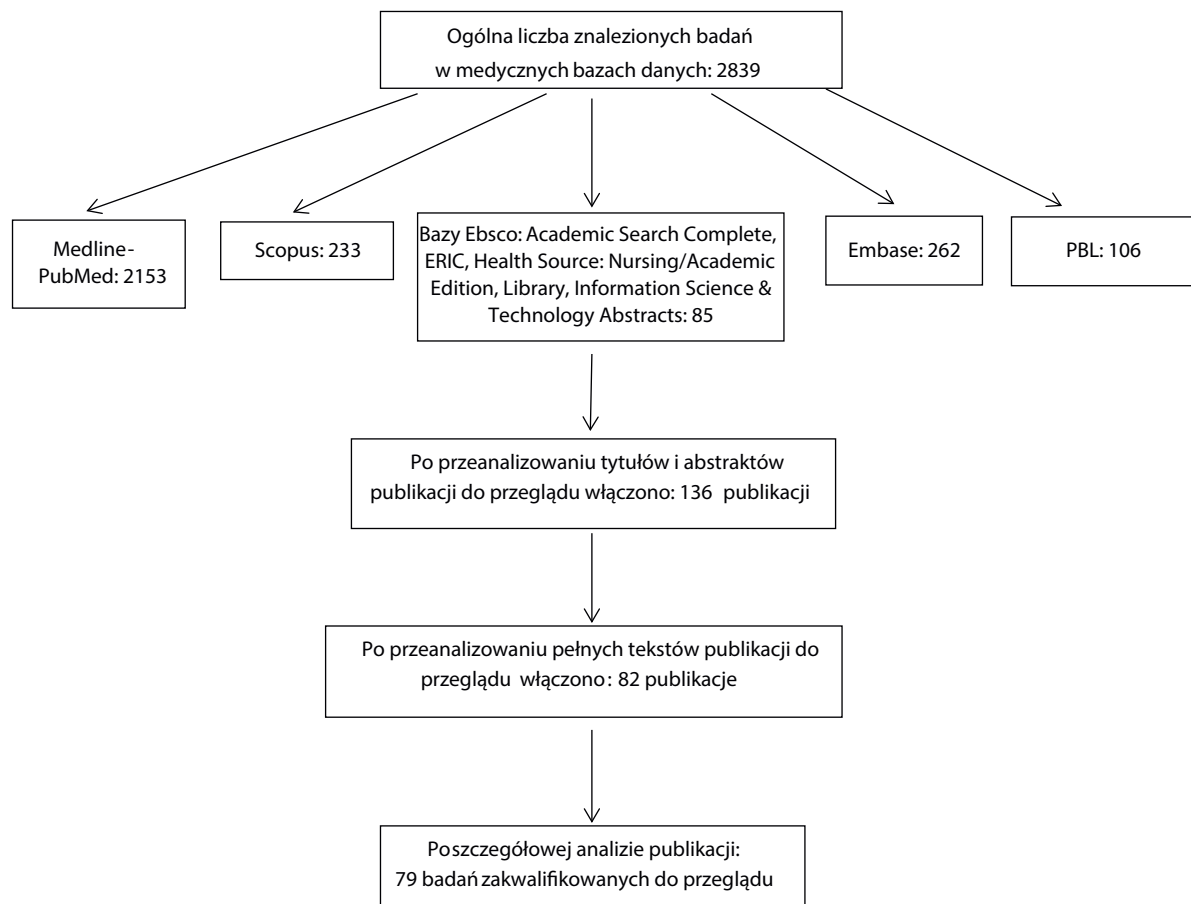 Ogólna liczba znalezionych badań
w medycznych bazach danych: 2839
Medline-
PubMed: 2153
Scopus: 233
Bazy Ebsco: Academic Search Complete,
ERIC, Health Source: Nursing/Academic
Edition, Library, Information Science &
Technology Abstracts: 85
Embase: 262
PBL: 106
Po przeanalizowaniu tytułów i abstraktów
publikacji do przeglądu włączono: 136 publikacji
Po przeanalizowaniu pełnych tekstów publikacji do
przeglądu włączono: 82 publikacje
Poszczegółowej analizie publikacji:
79 badań zakwalifikowanych do przeglądu